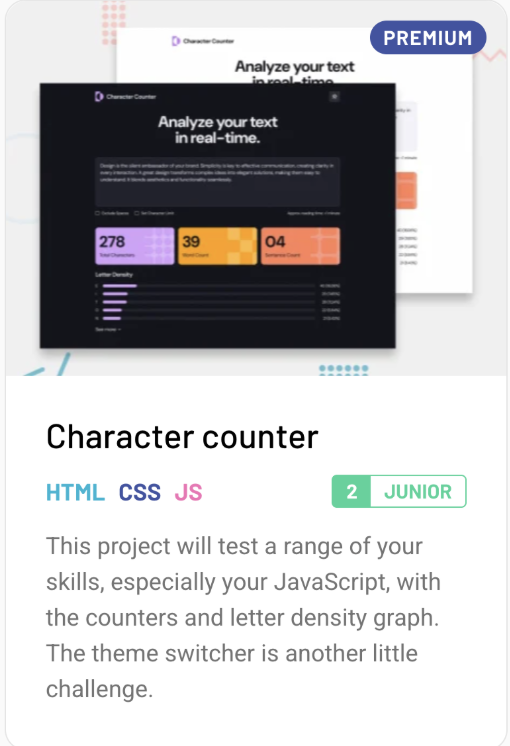 PREMIUM
Character Counter
Analyze your text
in real-time.
Character Counter
Analyze your text
in real-time.
Design is the silent ambassador of your brand. Simplicity is key to effective communication, creating clarity in
every interaction. A great design transforms complex ideas into elegant solutions, making them easy to
understand. It blends aesthetics and functionality seamlessly.
Exclude Spaces Set Character Limit
278 39 04
Total Characters Word Count Sentence Count
Letter Density
See more
Character counter
HTML CSS JS 2 JUNIOR
This project will test a range of your
skills, especially your JavaScript, with
the counters and letter density graph.
The theme switcher is another little
challenge.